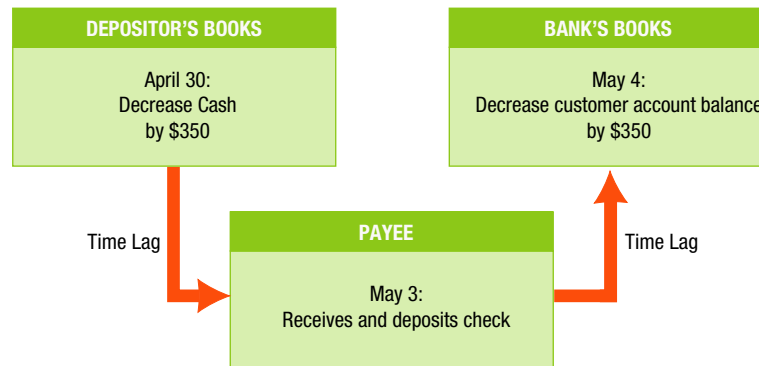 DEPOSITOR'S BOOKS
April 30:
Decrease Cash
by $350
BANK'S BOOKS
May 4:
Decrease customer account balance
by $350
Time Lag
PAYEE
May 3:
Receives and deposits check
Time Lag